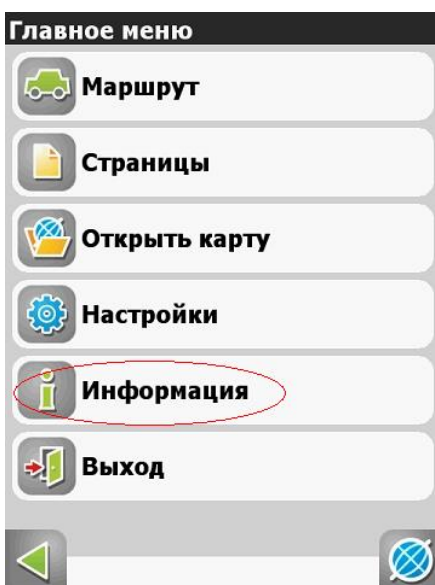 Главное меню
Маршрут
Страницы
Открыть карту
Настройки
Информация
Выход